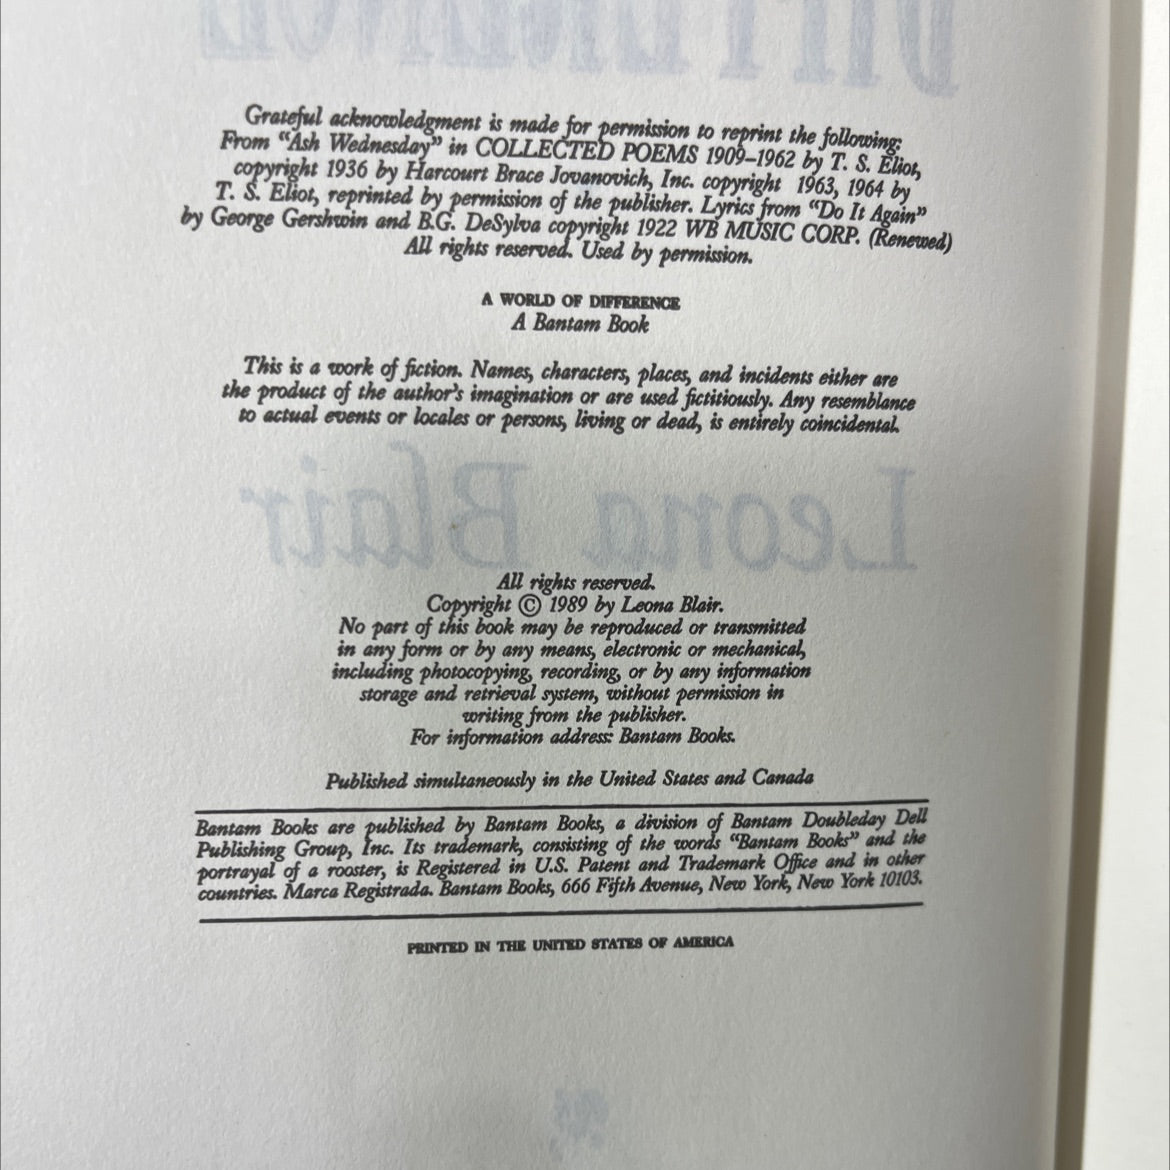 Grateful acknowledgment is made for permission to reprint the following:
From “Ash Wednesday” in COLLECTED POEMS 1909–1962 by T. S. Eliot,
copyright 1936 by Harcourt Brace Jovanovich, Inc. copyright 1963, 1964 by
T. S. Eliot, reprinted by permission of the publisher. Lyrics from “Do It Again”
by George Gershwin and B.G. DeSylva copyright 1922 WB MUSIC CORP. (Renewed)
All rights reserved. Used by permission.
A WORLD OF DIFFERENCE
A Bantam Book
This is a work of fiction. Names, characters, places, and incidents either are
the product of the author’s imagination or are used fictitiously. Any resemblance
to actual events or locales or persons, living or dead, is entirely coincidental.
Leona Blair
All rights reserved.
Copyright © 1989 by Leona Blair.
No part of this book may be reproduced or transmitted
in any form or by any means, electronic or mechanical,
including photocopying, recording, or by any information
storage and retrieval system, without permission in
writing from the publisher.
For information address: Bantam Books.
Published simultaneously in the United States and Canada
Bantam Books are published by Bantam Books, a division of Bantam Doubleday Dell
Publishing Group, Inc. Its trademark, consisting of the words “Bantam Books” and the
portrayal of a rooster, is Registered in U.S. Patent and Trademark Office and in other
countries. Marca Registrada. Bantam Books, 666 Fifth Avenue, New York, New York 10103.
PRINTED IN THE UNITED STATES OF AMERICA